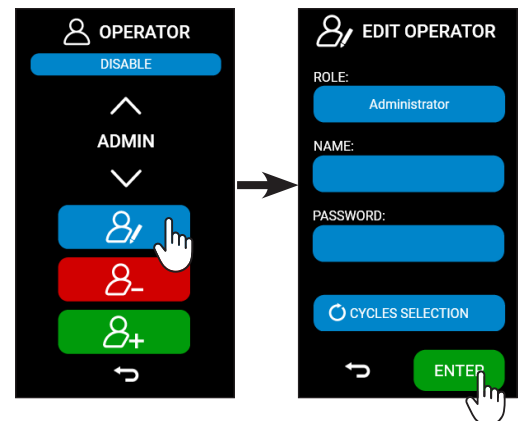 OPERATOR
DISABLE
ADMIN
EDIT OPERATOR
ROLE:
Administrator
NAME:
PASSWORD:
CYCLES SELECTION
ENTER